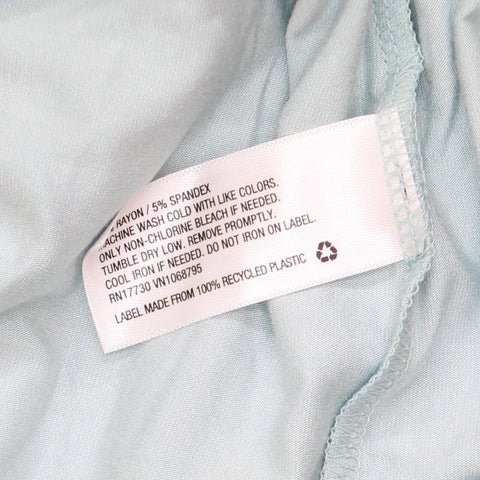 RAYON / 5% SPANDEX
MACHINE WASH COLD WITH LIKE COLORS.
ONLY NON-CHLORINE BLEACH IF NEEDED.
TUMBLE DRY LOW. REMOVE PROMPTLY.
COOL IRON IF NEEDED. DO NOT IRON ON LABEL.
RN17730 VN1068795
LABEL MADE FROM 100% RECYCLED PLASTIC